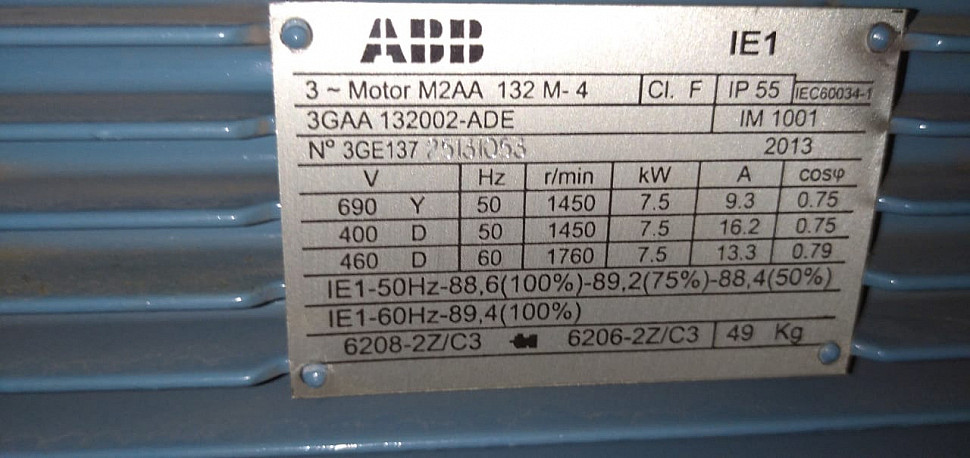 ABB IE1
3 ~ Motor M2AA 132 M- 4 Cl. F IP 55 IEC60034-1
3GAA 132002-ADE IM 1001
Nº 3GE137 25131053 2013
V Hz r/min kW A cosφ
690 Y 50 1450 7.5 9.3 0.75
400 D 50 1450 7.5 16.2 0.75
460 D 60 1760 7.5 13.3 0.79
IE1-50Hz-88,6(100%)-89,2(75%)-88,4(50%)
IE1-60Hz-89,4(100%)
6208-2Z/C3 6206-2Z/C3 49 Kg